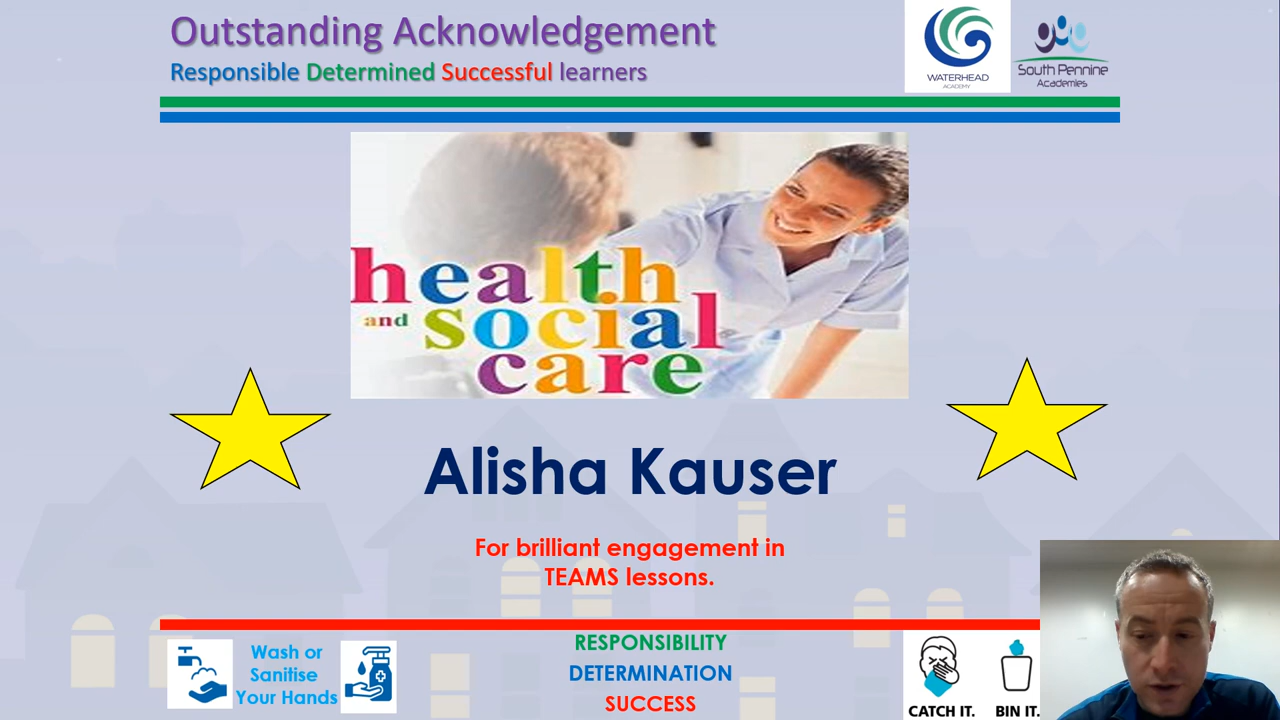 Outstanding Acknowledgement
Responsible Determined Successful learners
WATERHEAD
ACADEMY
South Pennine
Academies
health
and social
care
Alisha Kauser
For brilliant engagement in
TEAMS lessons.
Wash or
Sanitise
Your Hands
RESPONSIBILITY
DETERMINATION
SUCCESS
CATCH IT.
BIN IT.